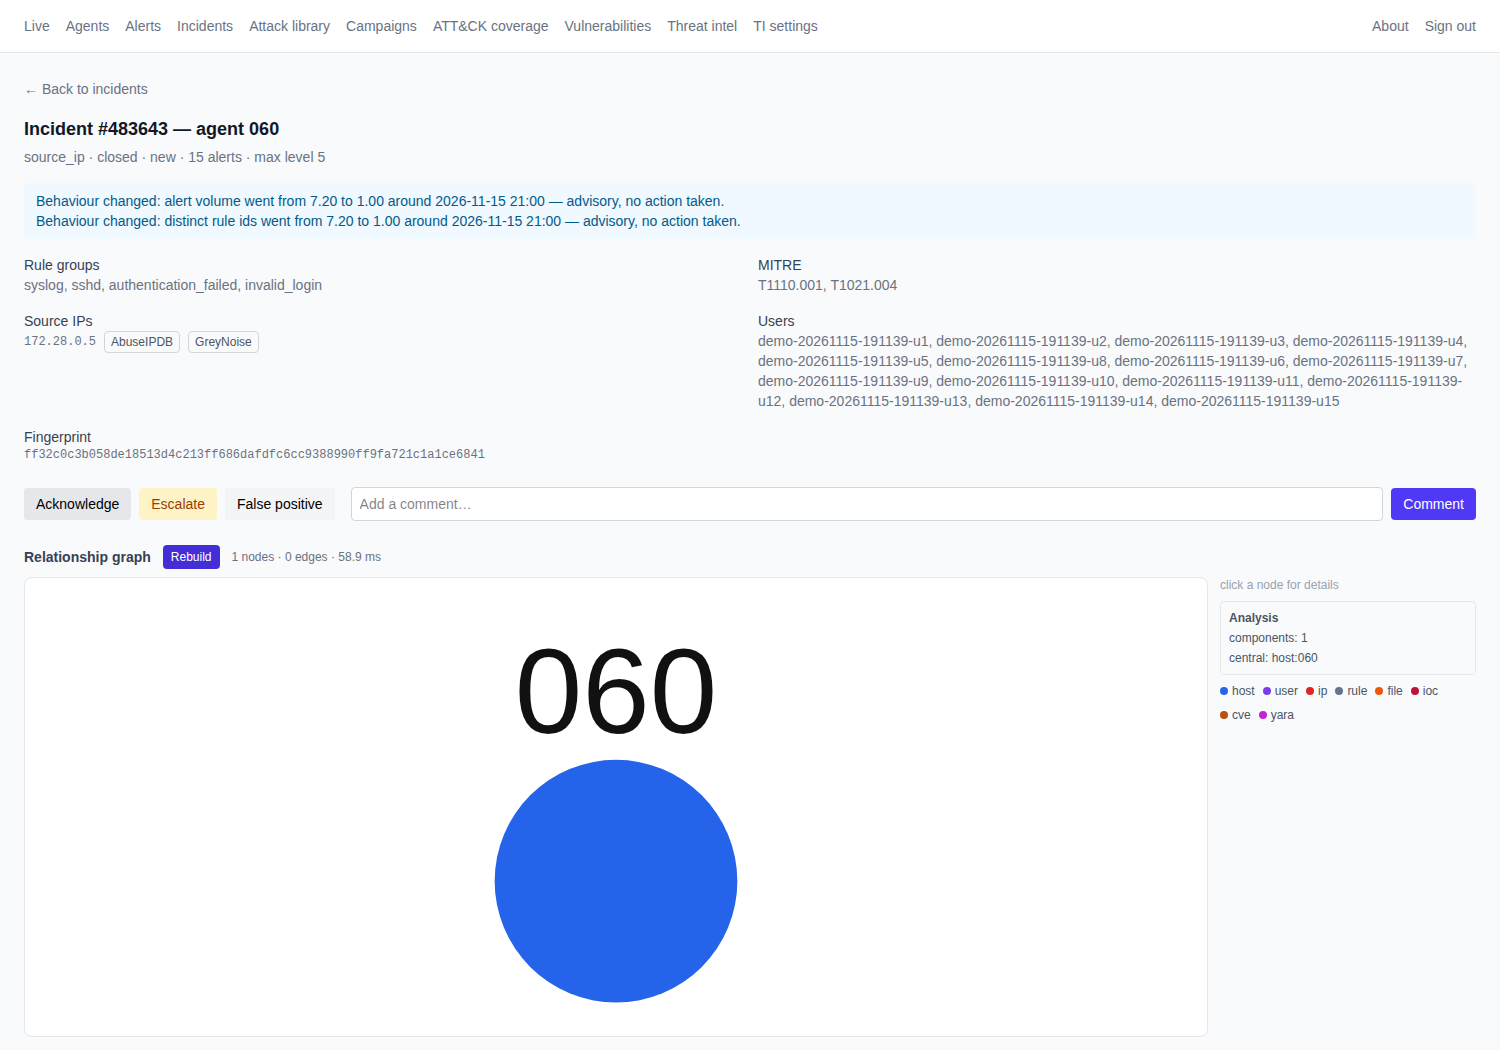 Live Agents Alerts Incidents Attack library Campaigns ATT&CK coverage Vulnerabilities Threat intel TI settings About Sign out
← Back to incidents
Incident #483643 — agent 060
source_ip · closed · new · 15 alerts · max level 5
Behaviour changed: alert volume went from 7.20 to 1.00 around 2026-11-15 21:00 — advisory, no action taken.
Behaviour changed: distinct rule ids went from 7.20 to 1.00 around 2026-11-15 21:00 — advisory, no action taken.
Rule groups
syslog, sshd, authentication_failed, invalid_login
MITRE
T1110.001, T1021.004
Source IPs
172.28.0.5 AbuseIPDB GreyNoise
Users
demo-20261115-191139-u1, demo-20261115-191139-u2, demo-20261115-191139-u3, demo-20261115-191139-u4,
demo-20261115-191139-u5, demo-20261115-191139-u8, demo-20261115-191139-u6, demo-20261115-191139-u7,
demo-20261115-191139-u9, demo-20261115-191139-u10, demo-20261115-191139-u11, demo-20261115-191139-
u12, demo-20261115-191139-u13, demo-20261115-191139-u14, demo-20261115-191139-u15
Fingerprint
ff32c0c3b058de18513d4c213ff686dafdfc6cc9388990ff9fa721c1a1ce6841
Acknowledge Escalate False positive Add a comment… Comment
Relationship graph Rebuild 1 nodes · 0 edges · 58.9 ms
060
click a node for details
Analysis
components: 1
central: host:060
host user ip rule file ioc
cve yara